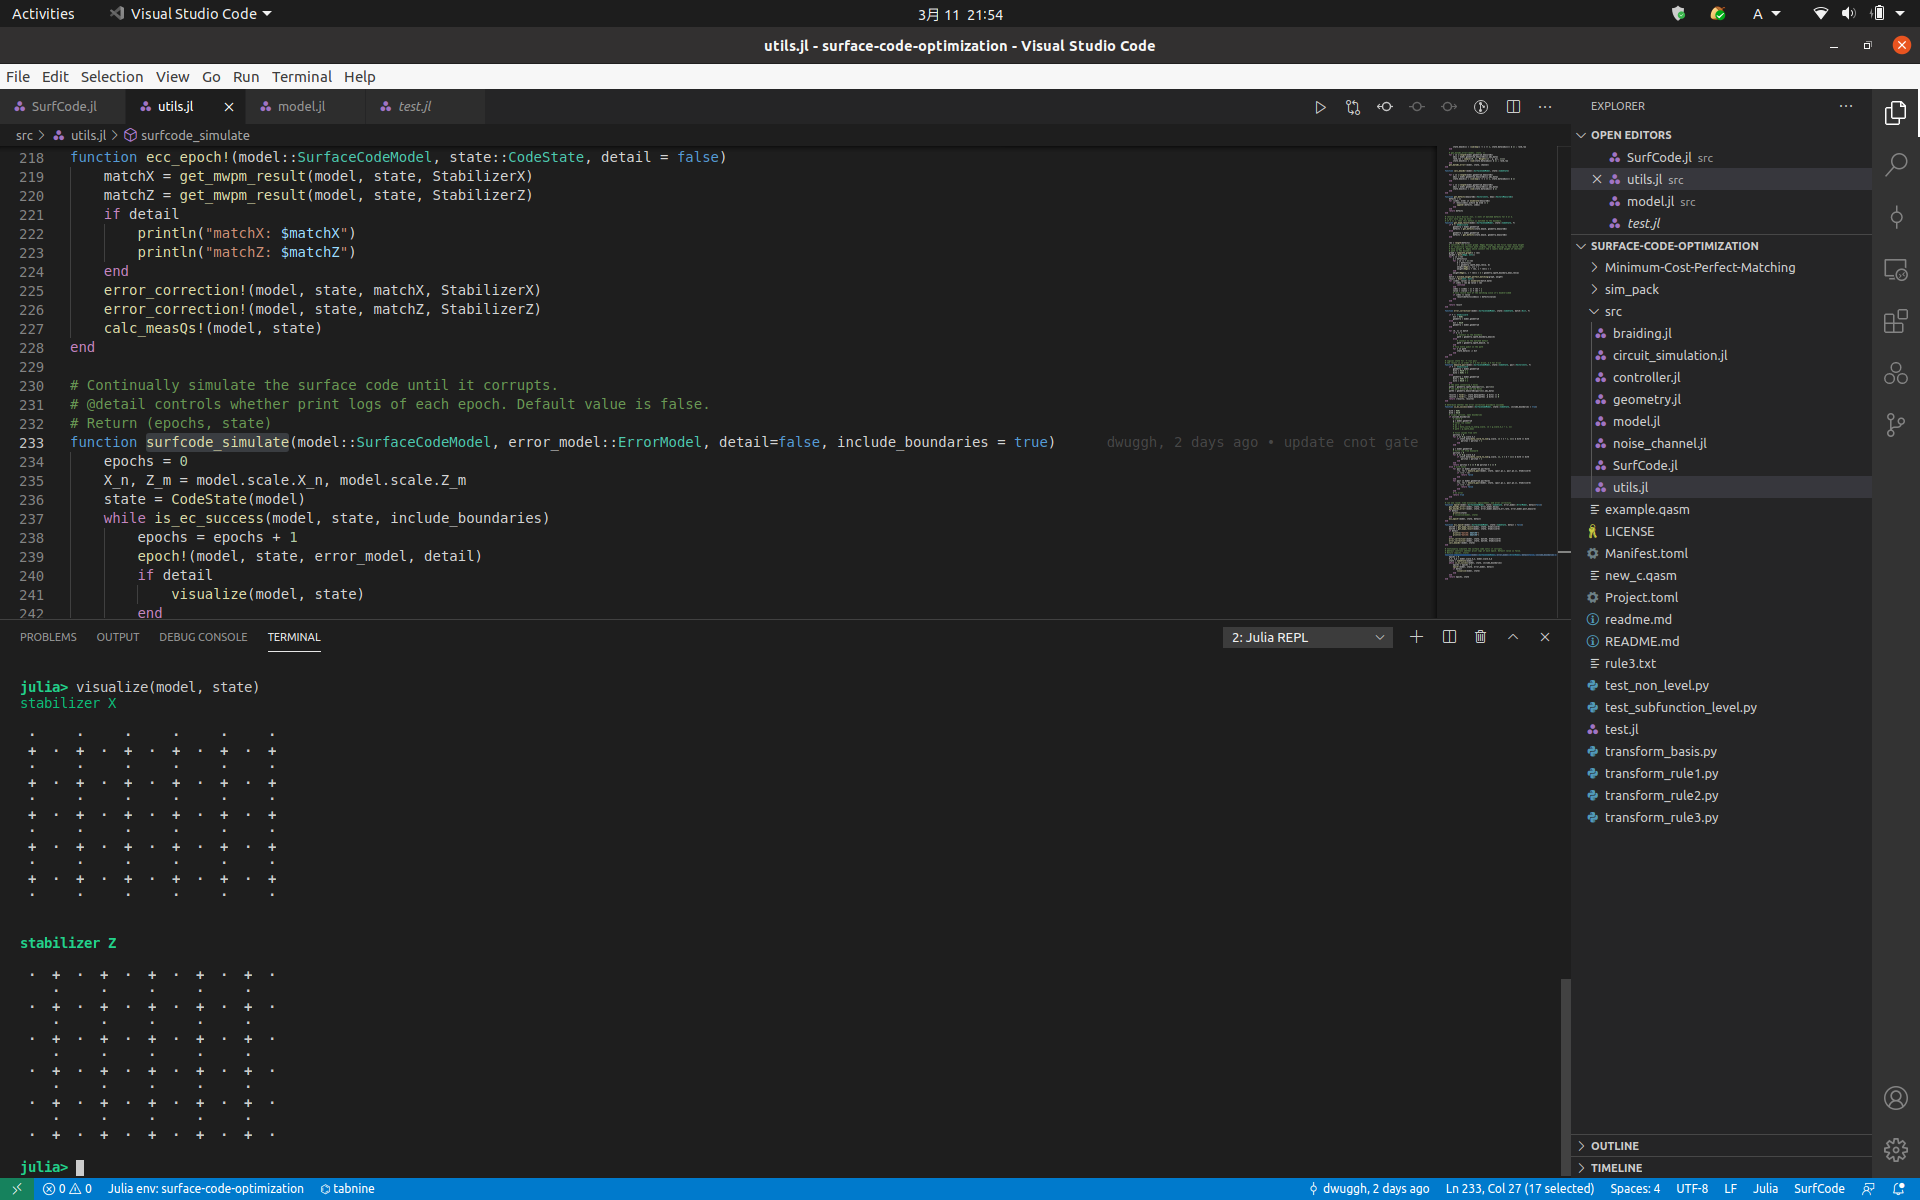 Activities Visual Studio Code 3月 11 21:54 A
utils.jl - surface-code-optimization - Visual Studio Code
File Edit Selection View Go Run Terminal Help
SurfCode.jl utils.jl model.jl test.jl
src > utils.jl > surfcode_simulate
218 function ecc_epoch!(model::SurfaceCodeModel, state::CodeState, detail = false)
219 matchX = get_mwpm_result(model, state, StabilizerX)
220 matchZ = get_mwpm_result(model, state, StabilizerZ)
221 if detail
222 println("matchX: $matchX")
223 println("matchZ: $matchZ")
224 end
225 error_correction!(model, state, matchX, StabilizerX)
226 error_correction!(model, state, matchZ, StabilizerZ)
227 calc_measQs!(model, state)
228 end
229
230 # Continually simulate the surface code until it corrupts.
231 # @detail controls whether print logs of each epoch. Default value is false.
232 # Return (epochs, state)
233 function surfcode_simulate(model::SurfaceCodeModel, error_model::ErrorModel, detail=false, include_boundaries = true) dwuggh, 2 days ago • update cnot gate
234 epochs = 0
235 X_n, Z_m = model.scale.X_n, model.scale.Z_m
236 state = CodeState(model)
237 while is_ec_success(model, state, include_boundaries)
238 epochs = epochs + 1
239 epoch!(model, state, error_model, detail)
240 if detail
241 visualize(model, state)
242 end
PROBLEMS OUTPUT DEBUG CONSOLE TERMINAL 2: Julia REPL
julia> visualize(model, state)
stabilizer X
· · · · · ·
+ · + · + · + · + · +
· · · · · ·
+ · + · + · + · + · +
· · · · · ·
+ · + · + · + · + · +
· · · · · ·
+ · + · + · + · + · +
· · · · · ·
+ · + · + · + · + · +
· · · · · ·
stabilizer Z
· + · + · + · + · + ·
· · · · ·
· + · + · + · + · + ·
· · · · ·
· + · + · + · + · + ·
· · · · ·
· + · + · + · + · + ·
· · · · ·
· + · + · + · + · + ·
· · · · ·
· + · + · + · + · + ·
julia>
EXPLORER
OPEN EDITORS
SurfCode.jl src
utils.jl src
model.jl src
test.jl
SURFACE-CODE-OPTIMIZATION
Minimum-Cost-Perfect-Matching
sim_pack
src
braiding.jl
circuit_simulation.jl
controller.jl
geometry.jl
model.jl
noise_channel.jl
SurfCode.jl
utils.jl
example.qasm
LICENSE
Manifest.toml
new_c.qasm
Project.toml
readme.md
README.md
rule3.txt
test_non_level.py
test_subfunction_level.py
test.jl
transform_basis.py
transform_rule1.py
transform_rule2.py
transform_rule3.py
OUTLINE
TIMELINE
0 0 Julia env: surface-code-optimization tabnine dwuggh, 2 days ago Ln 233, Col 27 (17 selected) Spaces: 4 UTF-8 LF Julia SurfCode